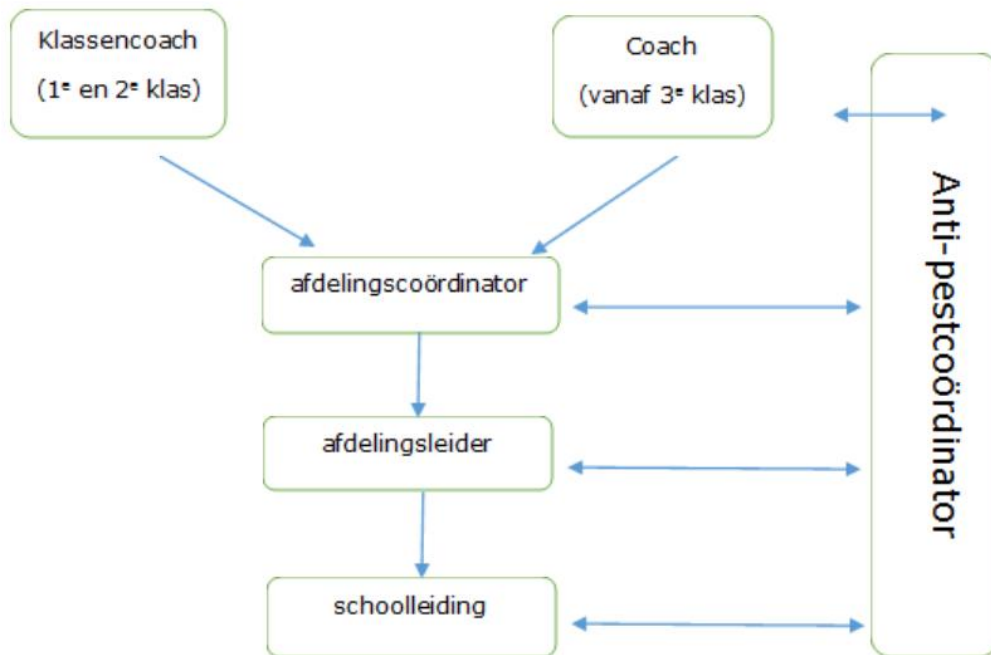 Klassencoach
(1ᵉ en 2ᵉ klas)
Coach
(vanaf 3ᵉ klas)
afdelingscoördinator
afdelingsleider
schoolleiding
Anti-pestcoördinator